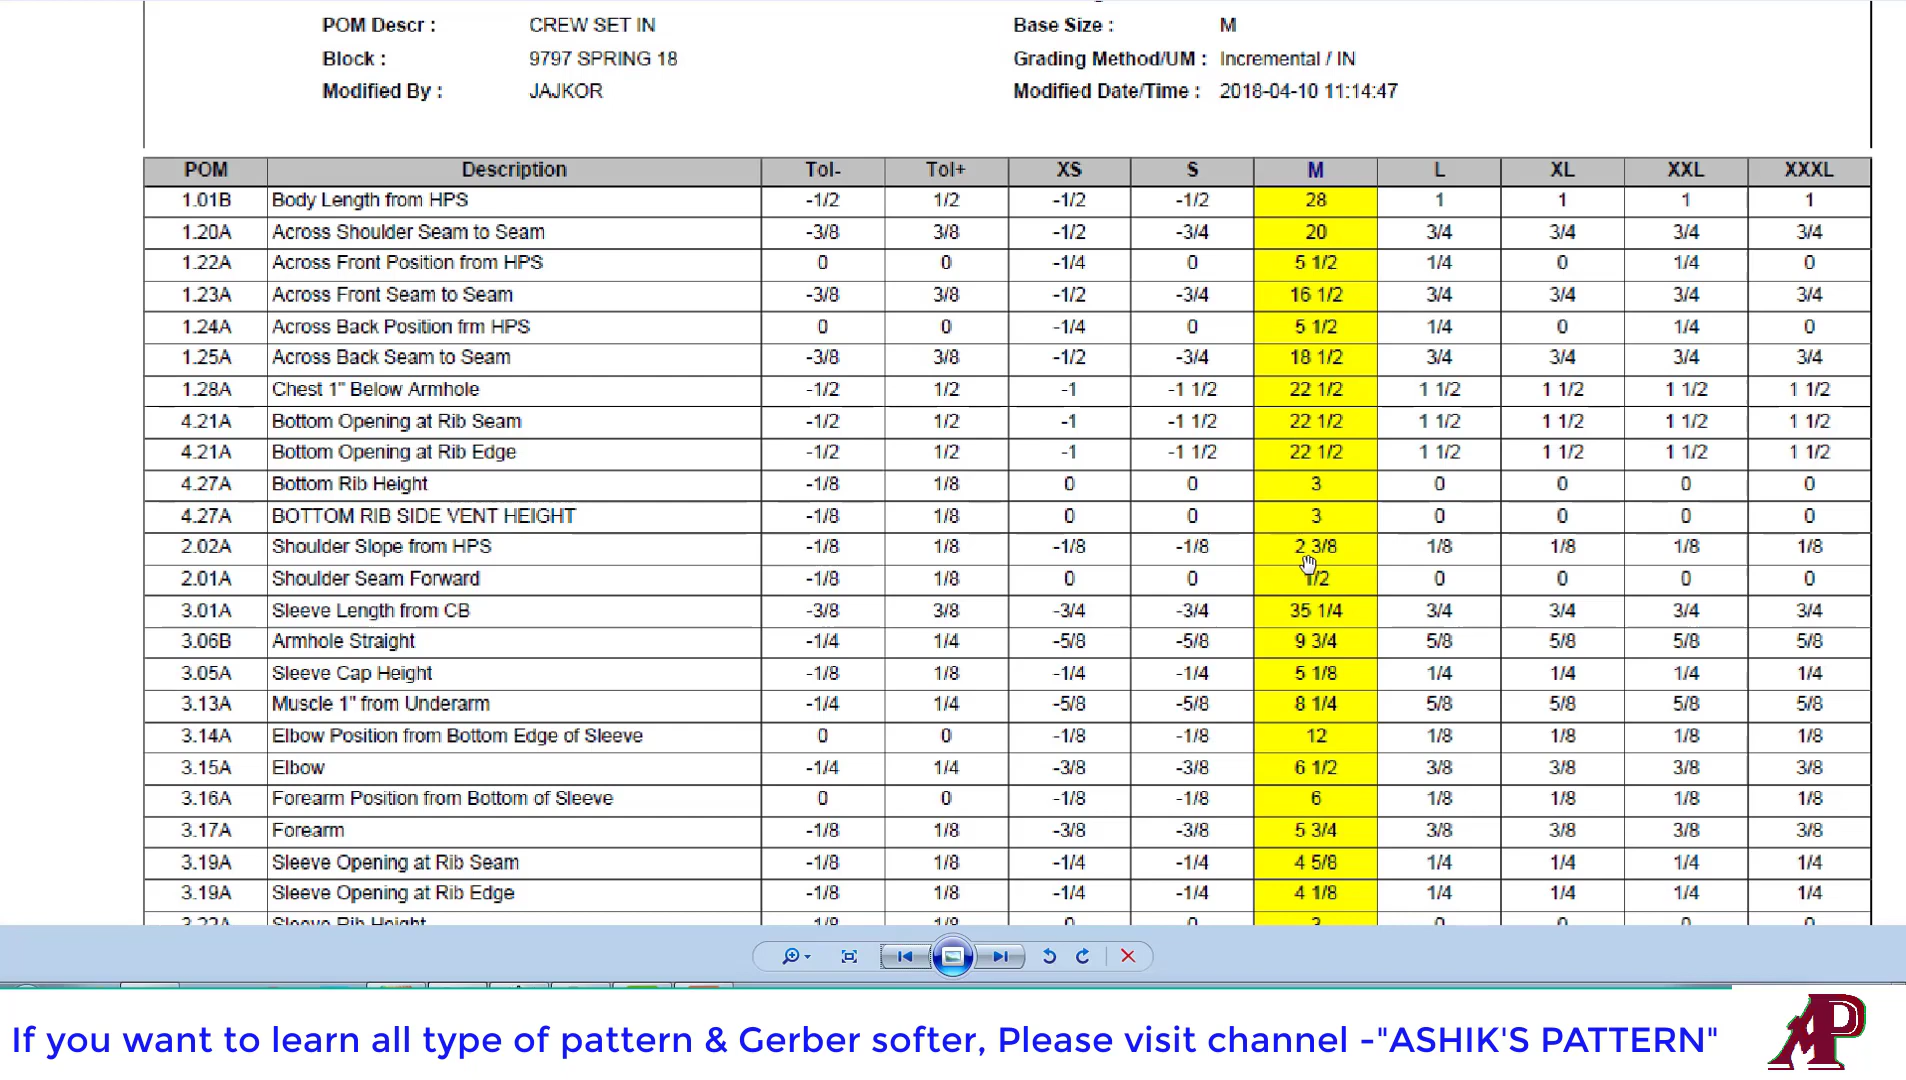 POM Descr : CREW SET IN Base Size : M
Block : 9797 SPRING 18 Grading Method/UM : Incremental / IN
Modified By : JAJKOR Modified Date/Time : 2018-04-10 11:14:47
POM Description Tol- Tol+ XS S M L XL XXL XXXL
1.01B Body Length from HPS -1/2 1/2 -1/2 -1/2 28 1 1 1 1
1.20A Across Shoulder Seam to Seam -3/8 3/8 -1/2 -3/4 20 3/4 3/4 3/4 3/4
1.22A Across Front Position from HPS 0 0 -1/4 0 5 1/2 1/4 0 1/4 0
1.23A Across Front Seam to Seam -3/8 3/8 -1/2 -3/4 16 1/2 3/4 3/4 3/4 3/4
1.24A Across Back Position frm HPS 0 0 -1/4 0 5 1/2 1/4 0 1/4 0
1.25A Across Back Seam to Seam -3/8 3/8 -1/2 -3/4 18 1/2 3/4 3/4 3/4 3/4
1.28A Chest 1" Below Armhole -1/2 1/2 -1 -1 1/2 22 1/2 1 1/2 1 1/2 1 1/2 1 1/2
4.21A Bottom Opening at Rib Seam -1/2 1/2 -1 -1 1/2 22 1/2 1 1/2 1 1/2 1 1/2 1 1/2
4.21A Bottom Opening at Rib Edge -1/2 1/2 -1 -1 1/2 22 1/2 1 1/2 1 1/2 1 1/2 1 1/2
4.27A Bottom Rib Height -1/8 1/8 0 0 3 0 0 0 0
4.27A BOTTOM RIB SIDE VENT HEIGHT -1/8 1/8 0 0 3 0 0 0 0
2.02A Shoulder Slope from HPS -1/8 1/8 -1/8 -1/8 2 3/8 1/8 1/8 1/8 1/8
2.01A Shoulder Seam Forward -1/8 1/8 0 0 1/2 0 0 0 0
3.01A Sleeve Length from CB -3/8 3/8 -3/4 -3/4 35 1/4 3/4 3/4 3/4 3/4
3.06B Armhole Straight -1/4 1/4 -5/8 -5/8 9 3/4 5/8 5/8 5/8 5/8
3.05A Sleeve Cap Height -1/8 1/8 -1/4 -1/4 5 1/8 1/4 1/4 1/4 1/4
3.13A Muscle 1" from Underarm -1/4 1/4 -5/8 -5/8 8 1/4 5/8 5/8 5/8 5/8
3.14A Elbow Position from Bottom Edge of Sleeve 0 0 -1/8 -1/8 12 1/8 1/8 1/8 1/8
3.15A Elbow -1/4 1/4 -3/8 -3/8 6 1/2 3/8 3/8 3/8 3/8
3.16A Forearm Position from Bottom of Sleeve 0 0 -1/8 -1/8 6 1/8 1/8 1/8 1/8
3.17A Forearm -1/8 1/8 -3/8 -3/8 5 3/4 3/8 3/8 3/8 3/8
3.19A Sleeve Opening at Rib Seam -1/8 1/8 -1/4 -1/4 4 5/8 1/4 1/4 1/4 1/4
3.19A Sleeve Opening at Rib Edge -1/8 1/8 -1/4 -1/4 4 1/8 1/4 1/4 1/4 1/4
3.22A Sleeve Rib Height
If you want to learn all type of pattern & Gerber softer, Please visit channel -"ASHIK'S PATTERN"
AP